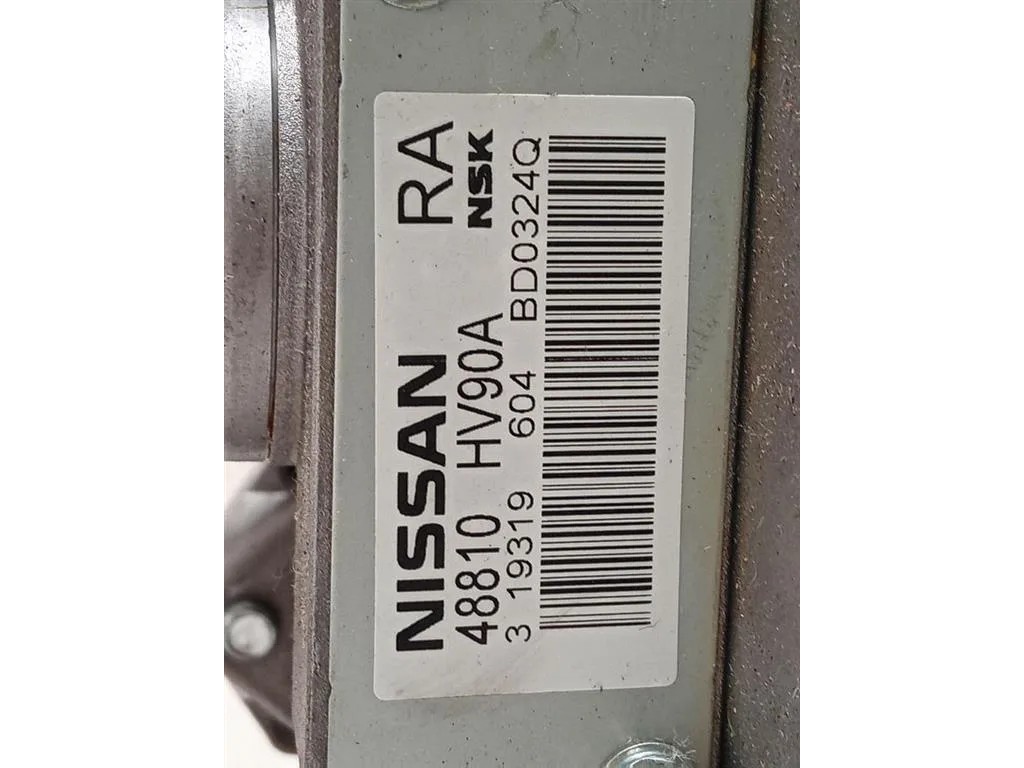 NISSAN RA
48810 HV90A NSK
3 19319 604 BD0324Q